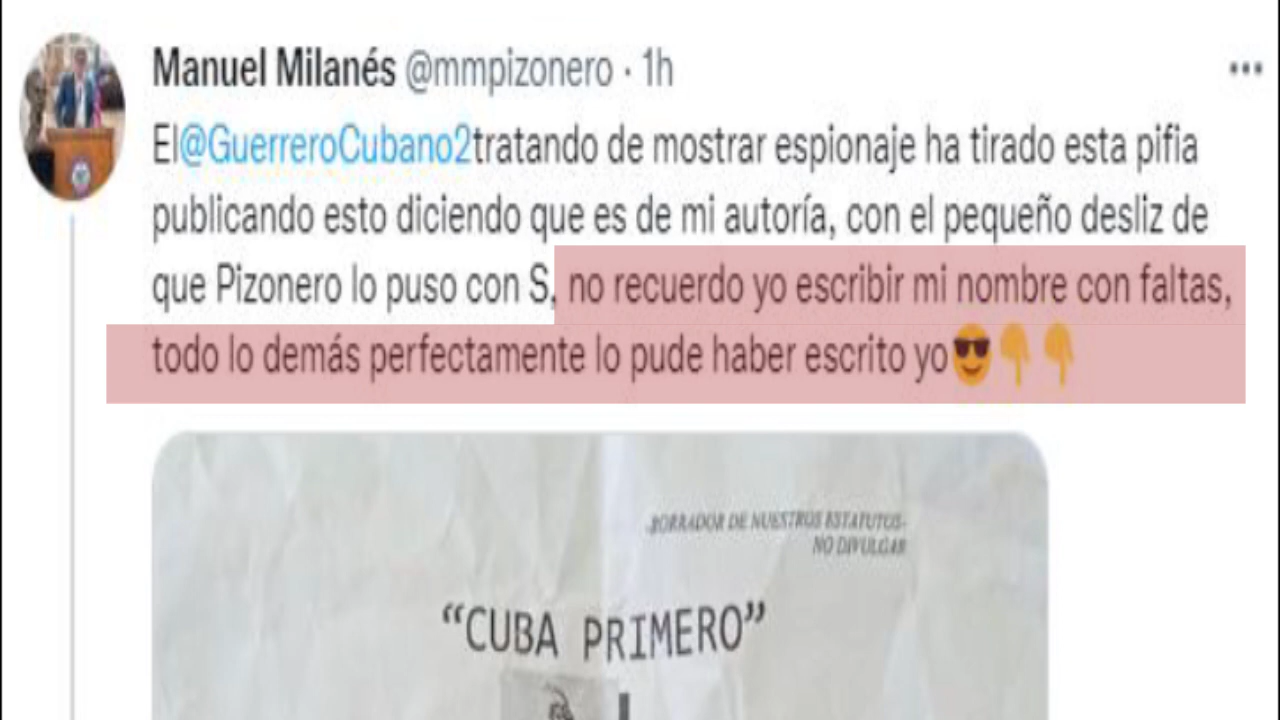 Manuel Milanés @mmpizonero · 1h
El@GuerreroCubano2tratando de mostrar espionaje ha tirado esta pifia
publicando esto diciendo que es de mi autoría, con el pequeño desliz de
que Pizonero lo puso con S, no recuerdo yo escribir mi nombre con faltas,
todo lo demás perfectamente lo pude haber escrito yo😎👇👇
-BORRADOR DE NUESTROS ESTATUTOS-
NO DIVULGAR
“CUBA PRIMERO”